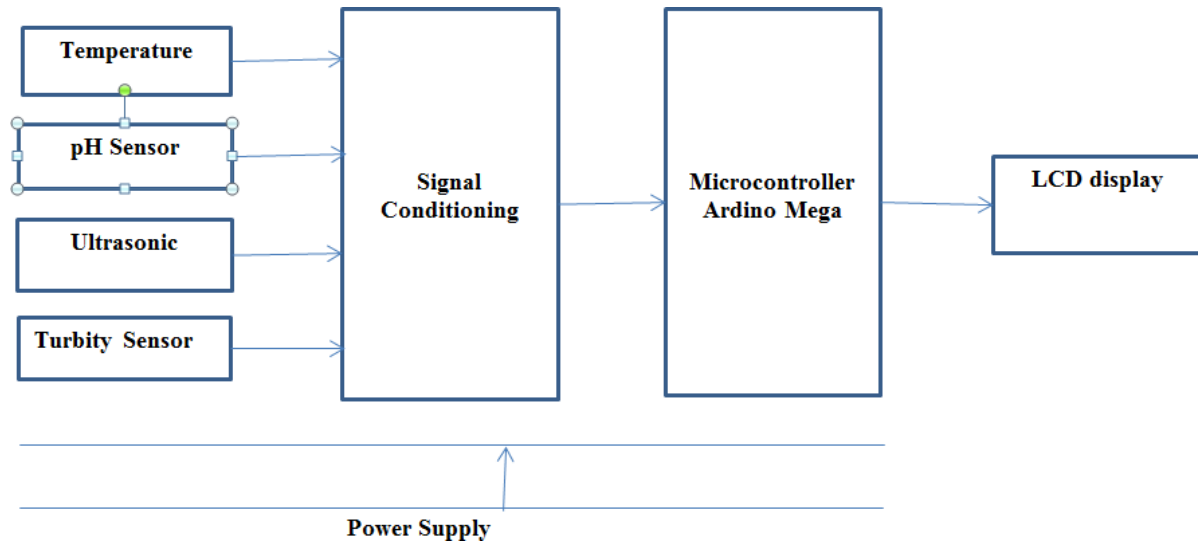 Temperature
pH Sensor
Ultrasonic
Turbity Sensor
Signal
Conditioning
Microcontroller
Ardino Mega
LCD display
Power Supply